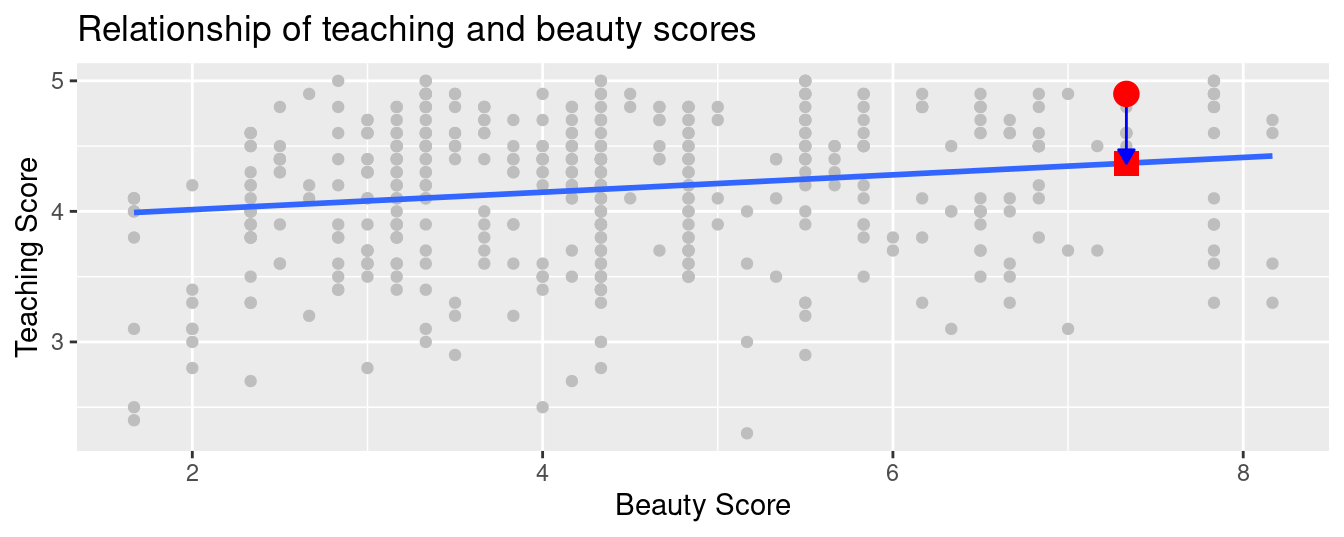 Relationship of teaching and beauty scores
5
4
3
Teaching Score
2 4 6 8
Beauty Score